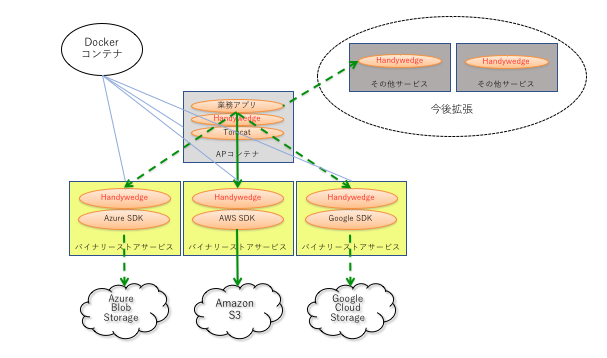 Docker
コンテナ
Handywedge
その他サービス
Handywedge
その他サービス
今後拡張
業務アプリ
Handywedge
Tomcat
APコンテナ
Handywedge
Azure SDK
バイナリーストアサービス
Handywedge
AWS SDK
バイナリーストアサービス
Handywedge
Google SDK
バイナリーストアサービス
Azure
Blob
Storage
Amazon
S3
Google
Cloud
Storage